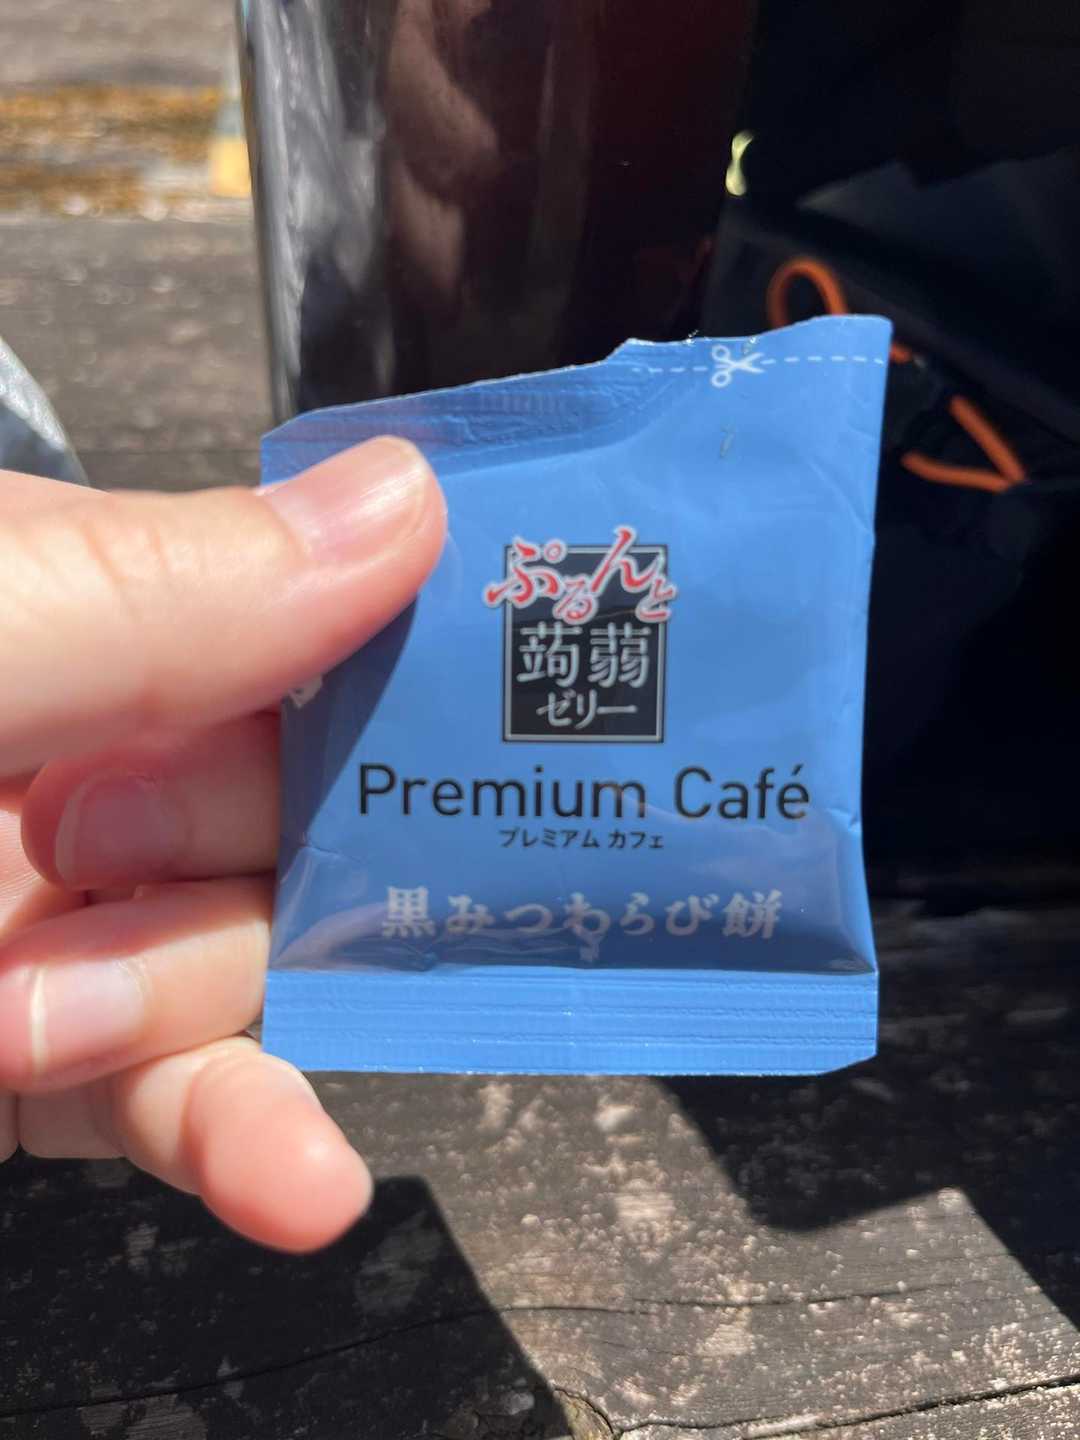 ぷるんと
蒟蒻
ゼリー
Premium Café
プレミアム カフェ
黒みつわらび餅